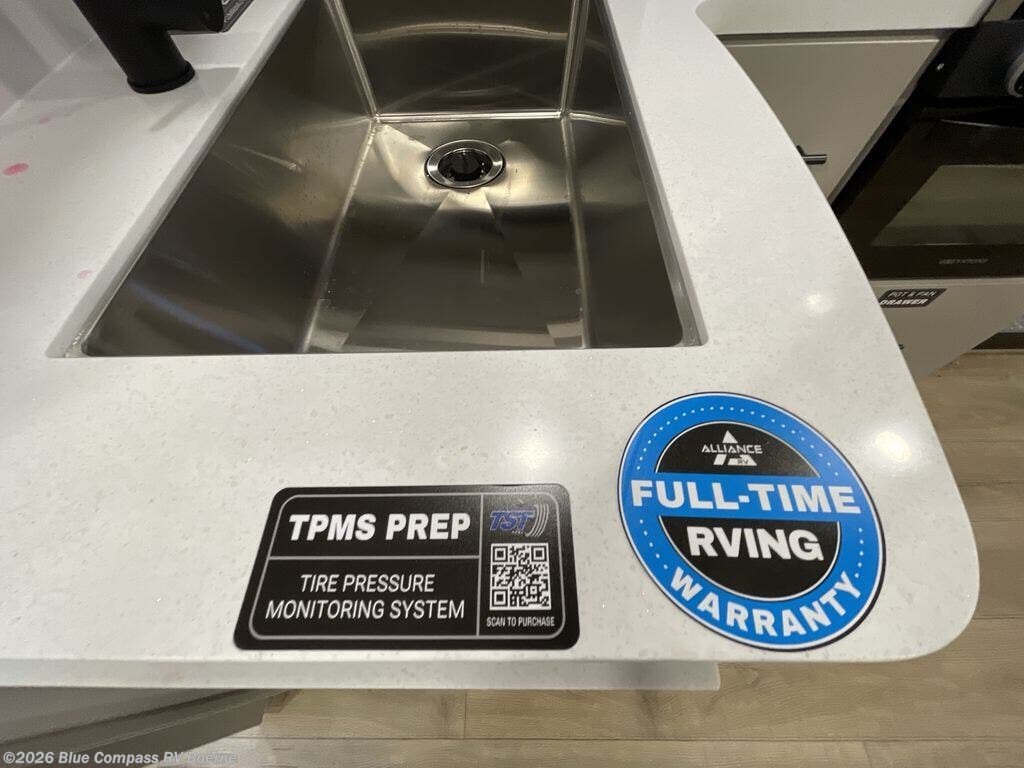 POT & PAN
DRAWER
ALLIANCE
RV
FULL-TIME
RVING
WARRANTY
TPMS PREP
TST
TIRE PRESSURE
MONITORING SYSTEM
SCAN TO PURCHASE
©2026 Blue Compass RV Boerne